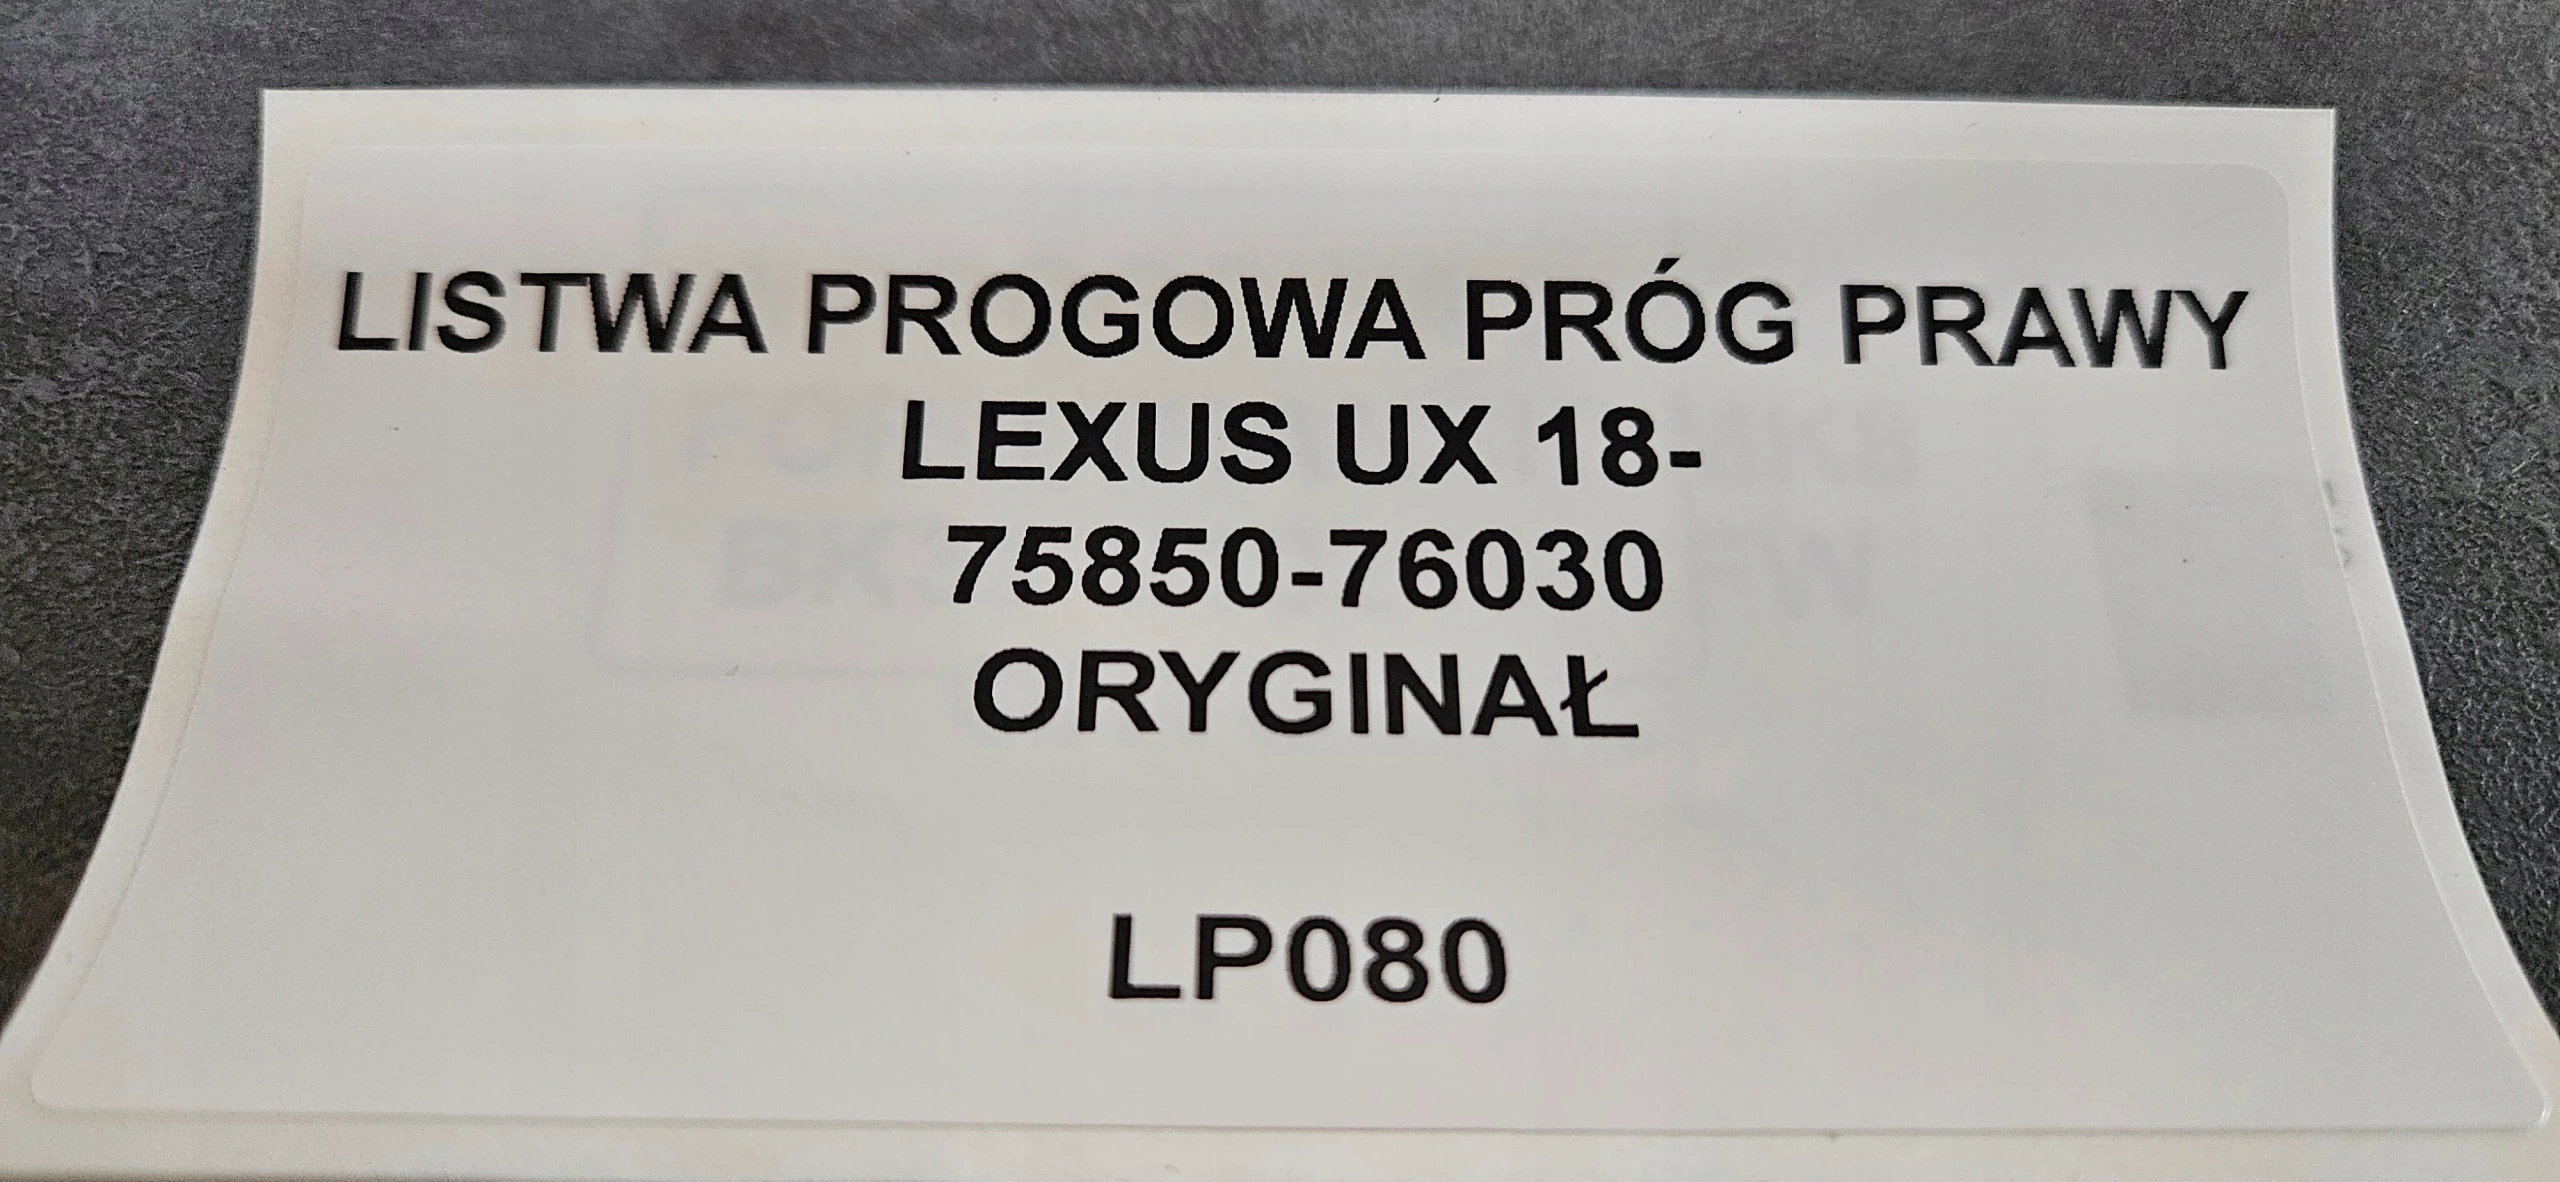 LISTWA PROGOWA PRÓG PRAWY
LEXUS UX 18-
75850-76030
ORYGINAŁ
LP080